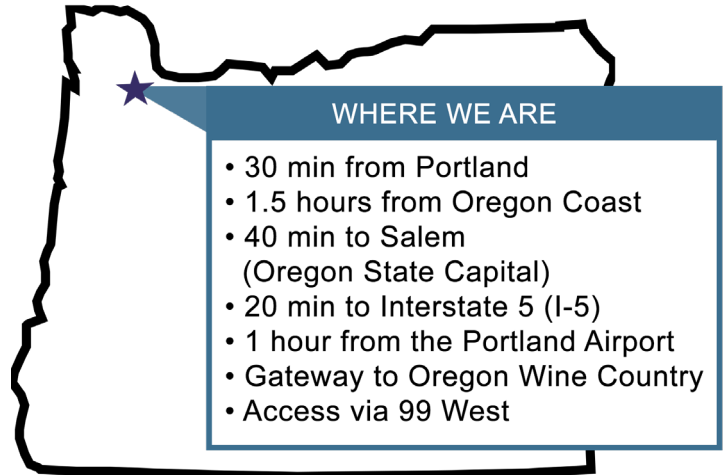 WHERE WE ARE
• 30 min from Portland
• 1.5 hours from Oregon Coast
• 40 min to Salem
(Oregon State Capital)
• 20 min to Interstate 5 (I-5)
• 1 hour from the Portland Airport
• Gateway to Oregon Wine Country
• Access via 99 West